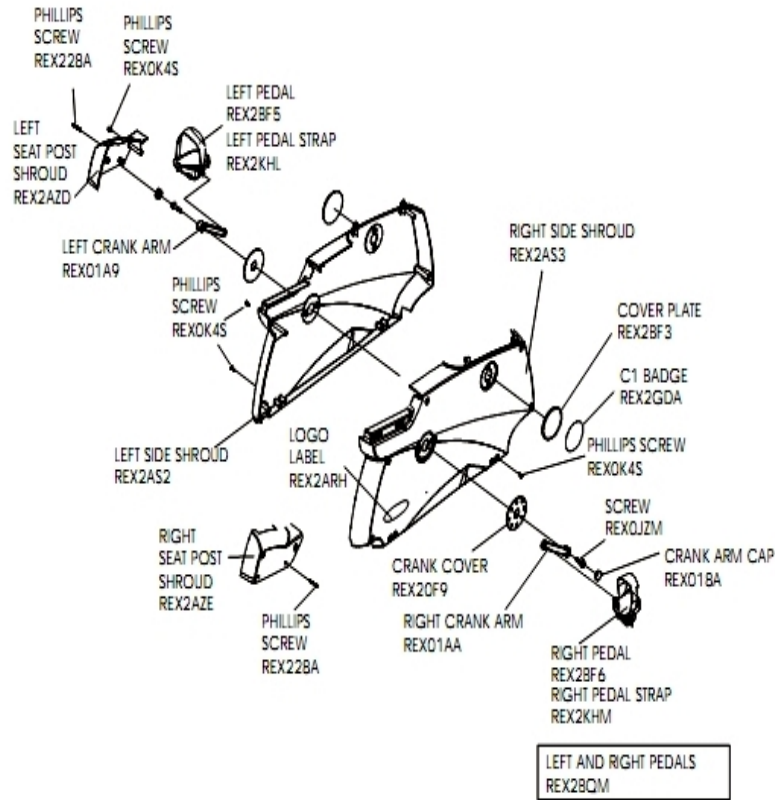 PHILLIPS
SCREW
REX22BA
PHILLIPS
SCREW
REX0K4S
LEFT
SEAT POST
SHROUD
REX2AZD
LEFT PEDAL
REX2BF5
LEFT PEDAL STRAP
REX2KHL
LEFT CRANK ARM
REX01A9
PHILLIPS
SCREW
REX0K4S
RIGHT SIDE SHROUD
REX2AS3
COVER PLATE
REX2BF3
C1 BADGE
REX2GDA
LEFT SIDE SHROUD
REX2AS2
LOGO
LABEL
REX2ARH
PHILLIPS SCREW
REX0K4S
SCREW
REX0JZM
CRANK ARM CAP
REX01BA
RIGHT
SEAT POST
SHROUD
REX2AZE
CRANK COVER
REX20F9
PHILLIPS
SCREW
REX22BA
RIGHT CRANK ARM
REX01AA
RIGHT PEDAL
REX2BF6
RIGHT PEDAL STRAP
REX2KHM
LEFT AND RIGHT PEDALS
REX28QM